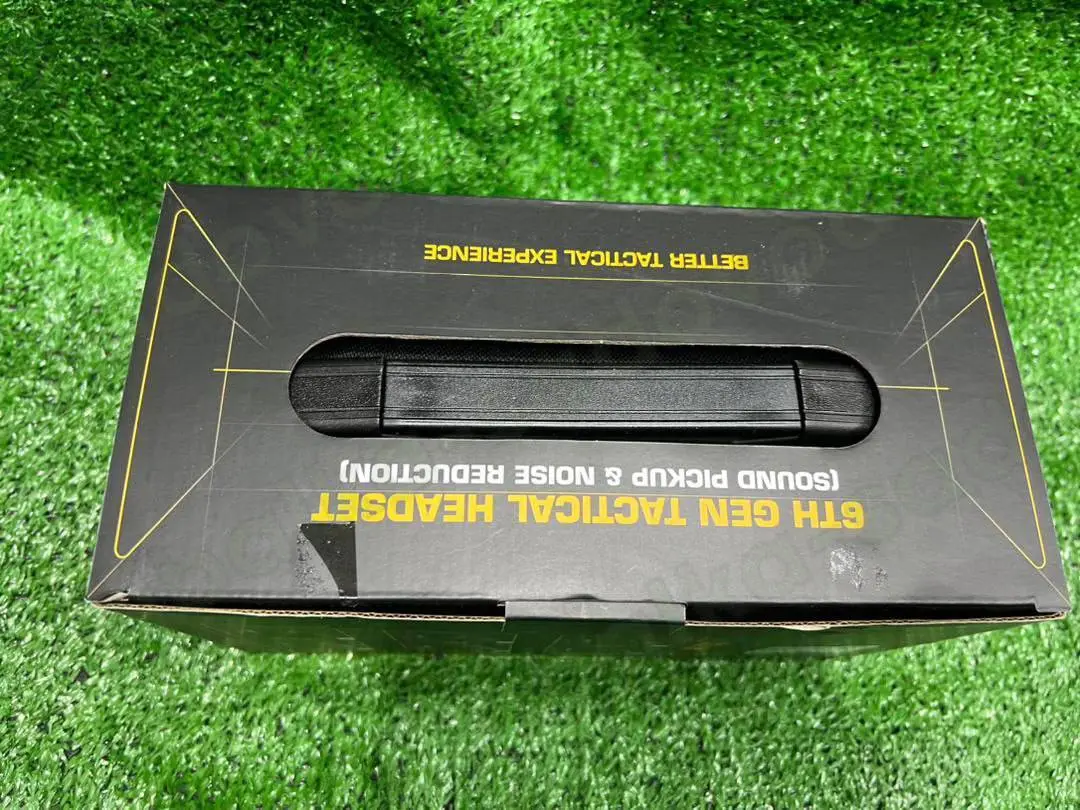 6TH GEN TACTICAL HEADSET
(SOUND PICKUP & NOISE REDUCTION)
BETTER TACTICAL EXPERIENCE